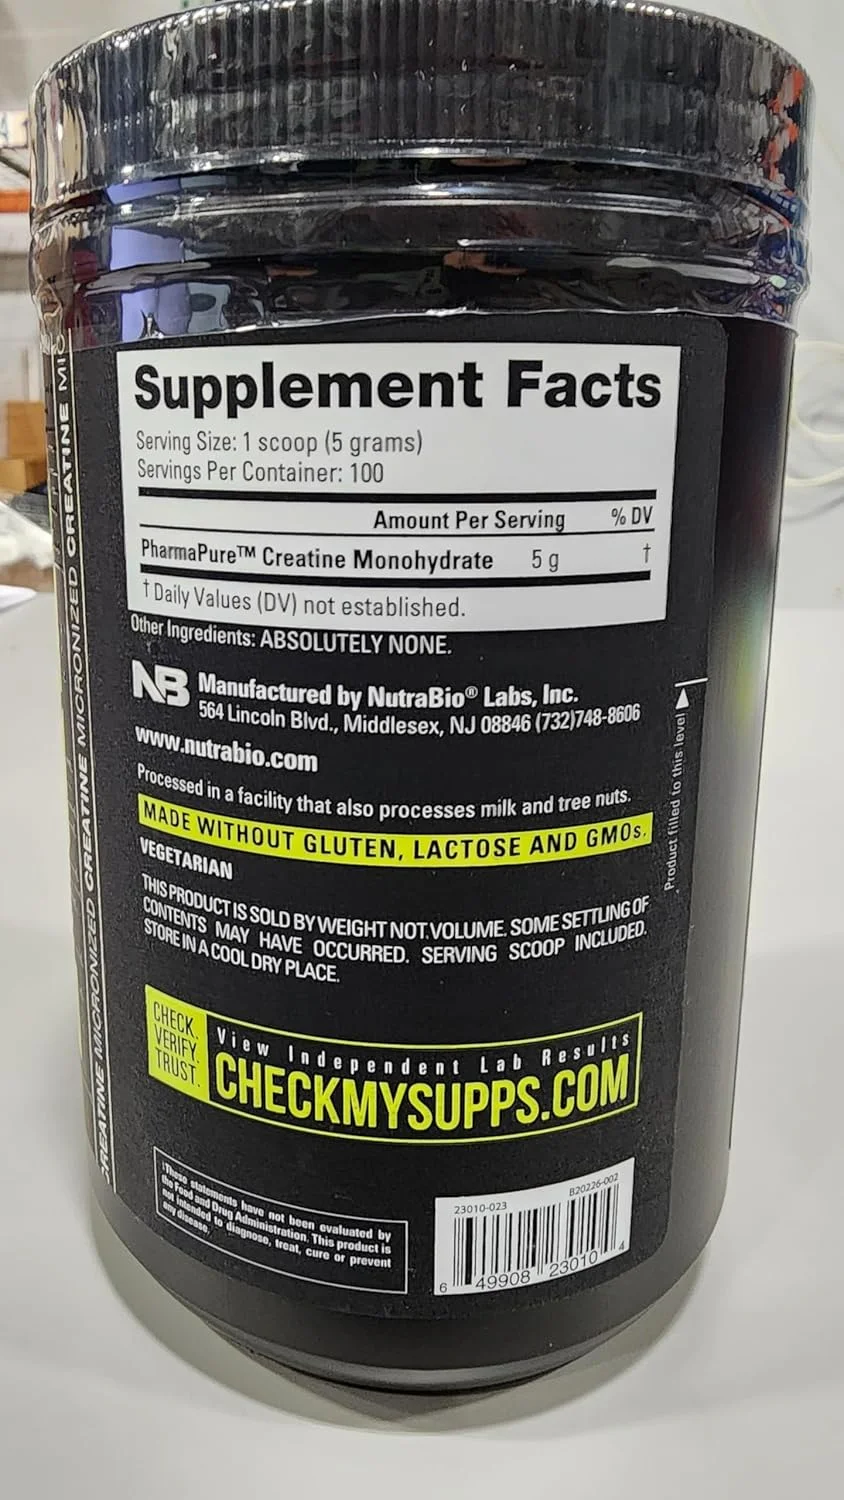 Supplement Facts
Serving Size: 1 scoop (5 grams)
Servings Per Container: 100
Amount Per Serving % DV
PharmaPure™ Creatine Monohydrate 5 g †
† Daily Values (DV) not established.
Other Ingredients: ABSOLUTELY NONE.
NB
Manufactured by NutraBio® Labs, Inc.
564 Lincoln Blvd., Middlesex, NJ 08846 (732)748-8606
www.nutrabio.com
Processed in a facility that also processes milk and tree nuts.
MADE WITHOUT GLUTEN, LACTOSE AND GMOs.
VEGETARIAN
THIS PRODUCT IS SOLD BY WEIGHT NOT VOLUME. SOME SETTLING OF
CONTENTS MAY HAVE OCCURRED. SERVING SCOOP INCLUDED.
STORE IN A COOL DRY PLACE.
Product filled to this level
CHECK.
VERIFY.
TRUST.
View Independent Lab Results
CHECKMYSUPPS.COM
These statements have not been evaluated by
the Food and Drug Administration. This product is
not intended to diagnose, treat, cure or prevent
any disease.
23010-023 B20226-002
6 49908 23010 4
CREATINE MICRONIZED CREATINE MICRONIZED CREATINE MIC